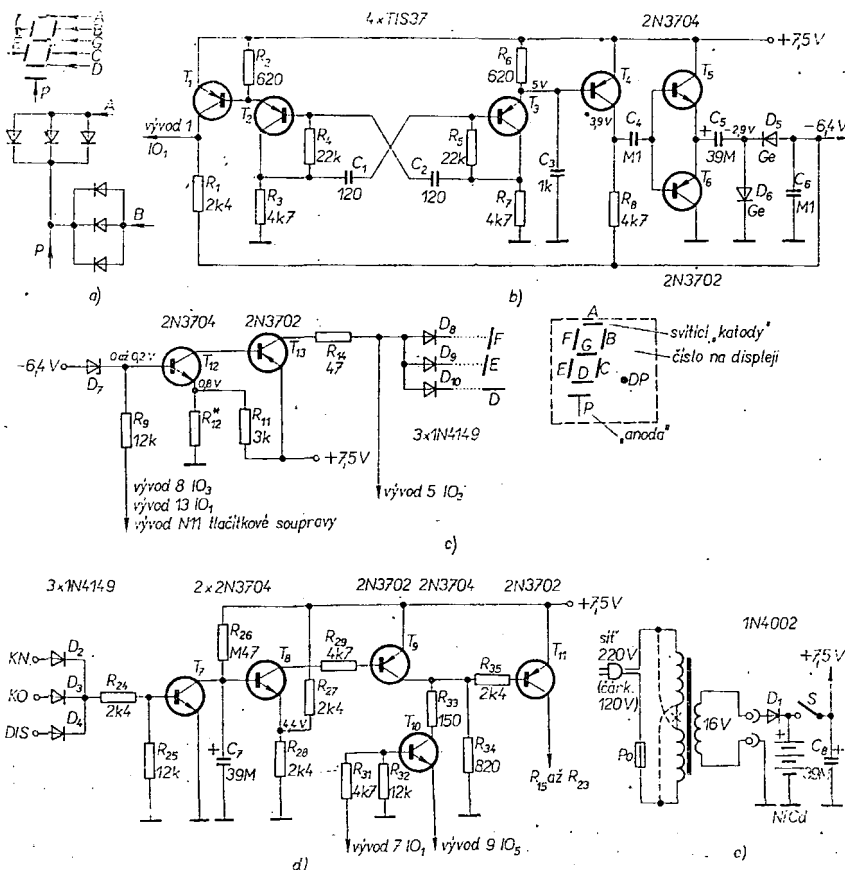 A
B
G
C
D
F
E
P
A
B
P
a)
4×TIS37
2N3704
+7,5V
R₂
620
R₆
620
T₁
T₂
T₃
T₄
T₅
T₆
5V
3,9V
C₄
M1
C₅
39M
-2,9V
D₅
Ge
-6,4V
vývod 1
IO₁
R₄
22k
R₅
22k
C₁
120
C₂
120
C₃
1k
D₆
Ge
C₆
M1
R₁
2k4
R₃
4k7
R₇
4k7
R₈
4k7
2N3702
b)
2N3704
2N3702
T₁₂
T₁₃
R₁₄
47
D₈
D₉
D₁₀
F
E
D
3×1N4149
-6,4V
D₇
0 až 0,2V
0,8V
R₉
12k
R₁₂*
R₁₁
3k
+7,5V
vývod 8 IO₃
vývod 13 IO₁
vývod N11 tlačítkové soupravy
vývod 5 IO₂
A
F
G
B
E
D
C
DP
P
svítící „katody"
číslo na displeji
„anoda"
c)
3×1N4149
2×2N3704
2N3702 2N3704
2N3702
+7,5V
KN
D₂
KO
D₃
DIS
D₄
R₂₄
2k4
R₂₅
12k
T₇
R₂₆
M47
C₇
39M
T₈
4,4V
R₂₇
2k4
R₂₈
2k4
R₂₉
4k7
T₉
T₁₀
R₃₁
4k7
R₃₂
12k
R₃₃
150
R₃₄
820
R₃₅
2k4
T₁₁
R₁₅ až R₂₃
vývod 7 IO₁
vývod 9 IO₅
d)
síť
220V
(čárk.
120V)
Po
16V
1N4002
D₁
S
+7,5V
C₈
39M
NiCd
e)